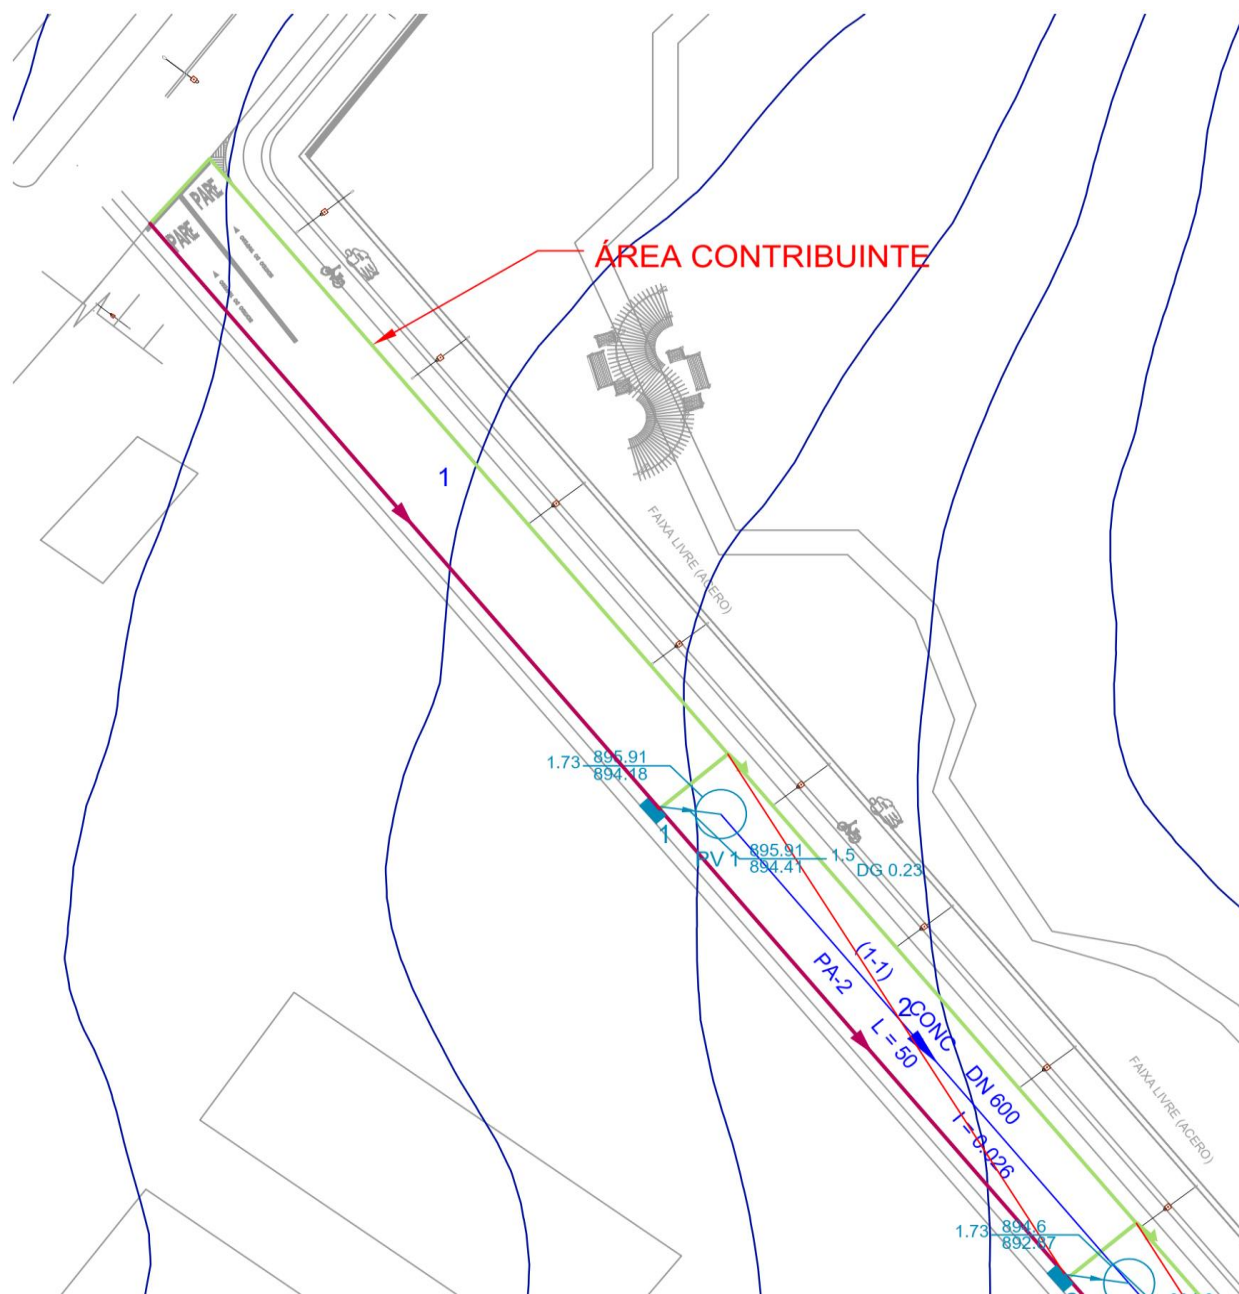 PARE
PARE
ÁREA CONTRIBUINTE
1
FAIXA LIVRE (ACERO)
1.73
895.91
894.18
1
PV 1
895.91
894.41
1.5
DG 0.23
(1-1)
PA-2
2
CONC DN 600
L = 50
I = 0.026
FAIXA LIVRE (ACERO)
1.73
894.6
892.87